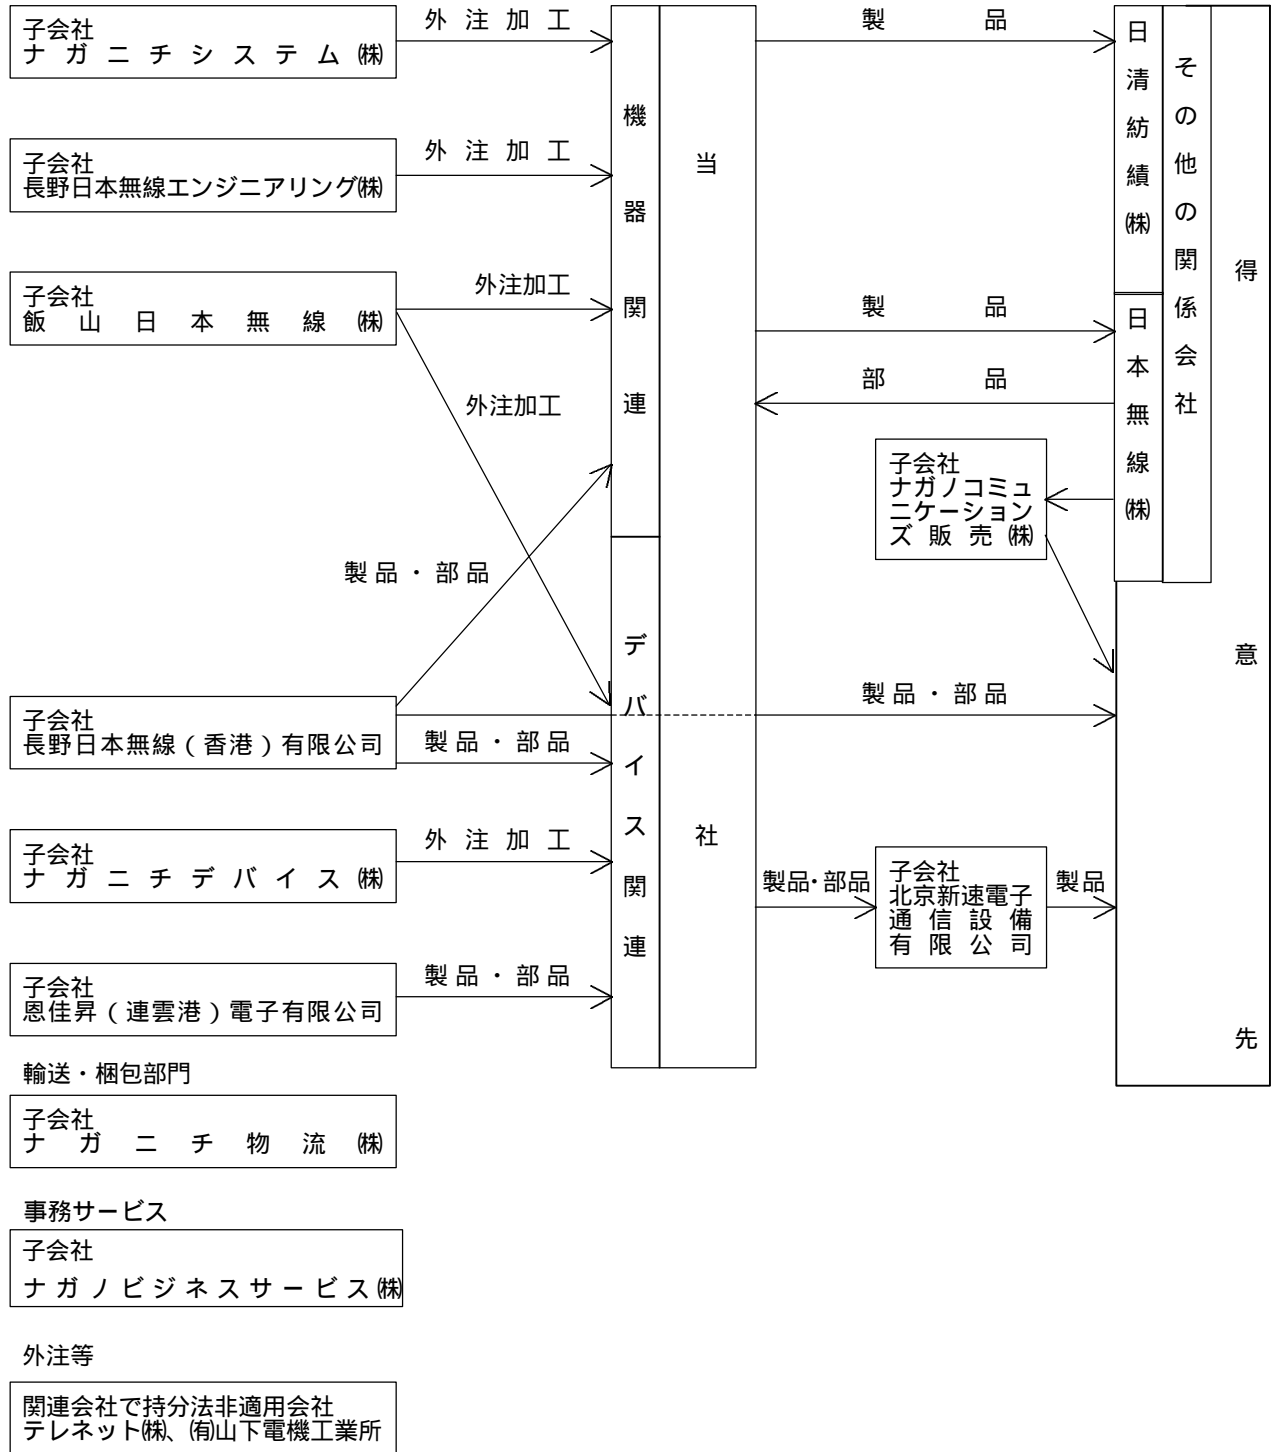 子会社
ナガニチシステム㈱
外注加工
子会社
長野日本無線エンジニアリング㈱
外注加工
子会社
飯山日本無線㈱
外注加工
外注加工
製品・部品
子会社
長野日本無線(香港)有限公司
製品・部品
子会社
ナガニチデバイス㈱
外注加工
子会社
恩佳昇(連雲港)電子有限公司
製品・部品
輸送・梱包部門
子会社
ナガニチ物流㈱
事務サービス
子会社
ナガノビジネスサービス㈱
外注等
関連会社で持分法非適用会社
テレネット㈱、㈲山下電機工業所
機器関連
デバイス関連
当社
製品
製品
部品
子会社
ナガノコミュ
ニケーション
ズ販売㈱
製品・部品
製品・部品
子会社
北京新速電子
通信設備
有限公司
製品
日清紡績㈱
日本無線㈱
その他の関係会社
得意先